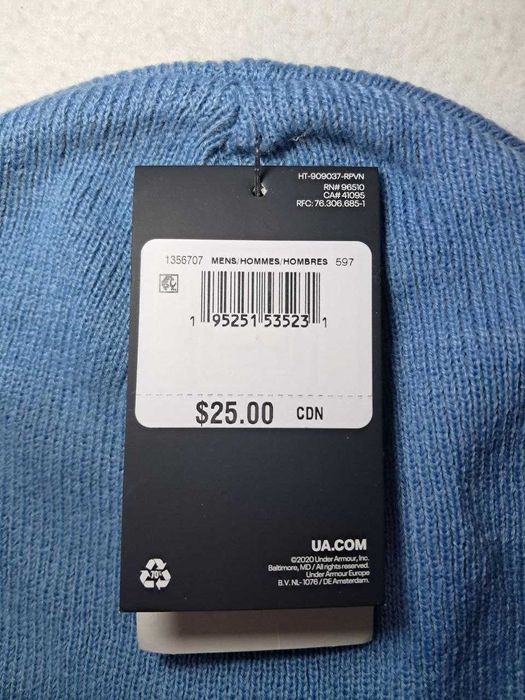 HT-909037-RPVN
RN# 96510
CA# 41095
RFC: 76.306.685-1
1356707 MENS/HOMMES/HOMBRES 597
1 95251 53523 1
$25.00 CDN
UA.COM
©2020 Under Armour, Inc.
Baltimore, MD / All rights reserved.
Under Armour Europe
B.V. NL-1076 / DE Amsterdam.
70%